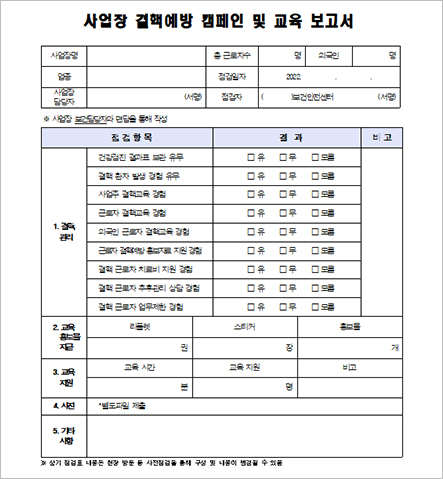 사업장 결핵예방 캠페인 및 교육 보고서
사업장명 총 근로자수 명 외국인 명
업종 점검일자 2022 . .
사업장 담당자 (서명) 점검자 ( )보건안전센터 (서명)
※ 사업장 보건담당자와 면담을 통해 작성
점검항목 결 과 비 고
1. 결핵 관리
건강검진 결과표 보관 유무 □ 유 □ 무 □ 모름
결핵 환자 발생 경험 유무 □ 유 □ 무 □ 모름
사업주 결핵교육 경험 □ 유 □ 무 □ 모름
근로자 결핵교육 경험 □ 유 □ 무 □ 모름
외국인 근로자 결핵교육 경험 □ 유 □ 무 □ 모름
근로자 결핵예방 홍보자료 지원 경험 □ 유 □ 무 □ 모름
결핵 근로자 치료비 지원 경험 □ 유 □ 무 □ 모름
결핵 근로자 추후관리 상담 경험 □ 유 □ 무 □ 모름
결핵 근로자 업무제한 경험 □ 유 □ 무 □ 모름
2. 교육 홍보물 지급
리플렛 스티커 홍보물
권 장 개
3. 교육 지원
교육 시간 교육 지원 비고
분 명
4. 사진 *별도파일 제출
5. 기타 사항
※ 상기 점검표 내용은 현장 방문 등 사전점검을 통해 구성 및 내용이 변경될 수 있음